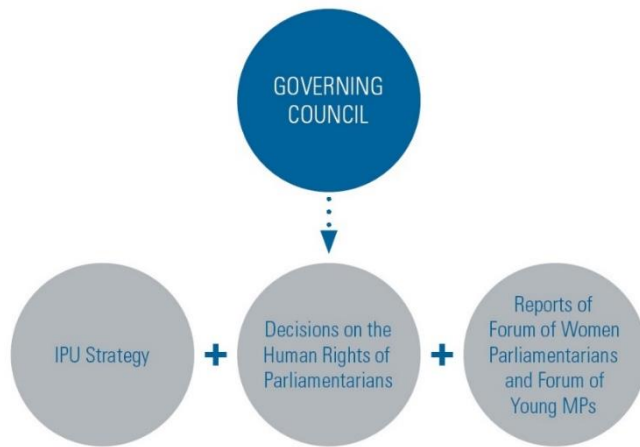 GOVERNING
COUNCIL
IPU Strategy
+
Decisions on the
Human Rights of
Parliamentarians
+
Reports of
Forum of Women
Parliamentarians
and Forum of
Young MPs